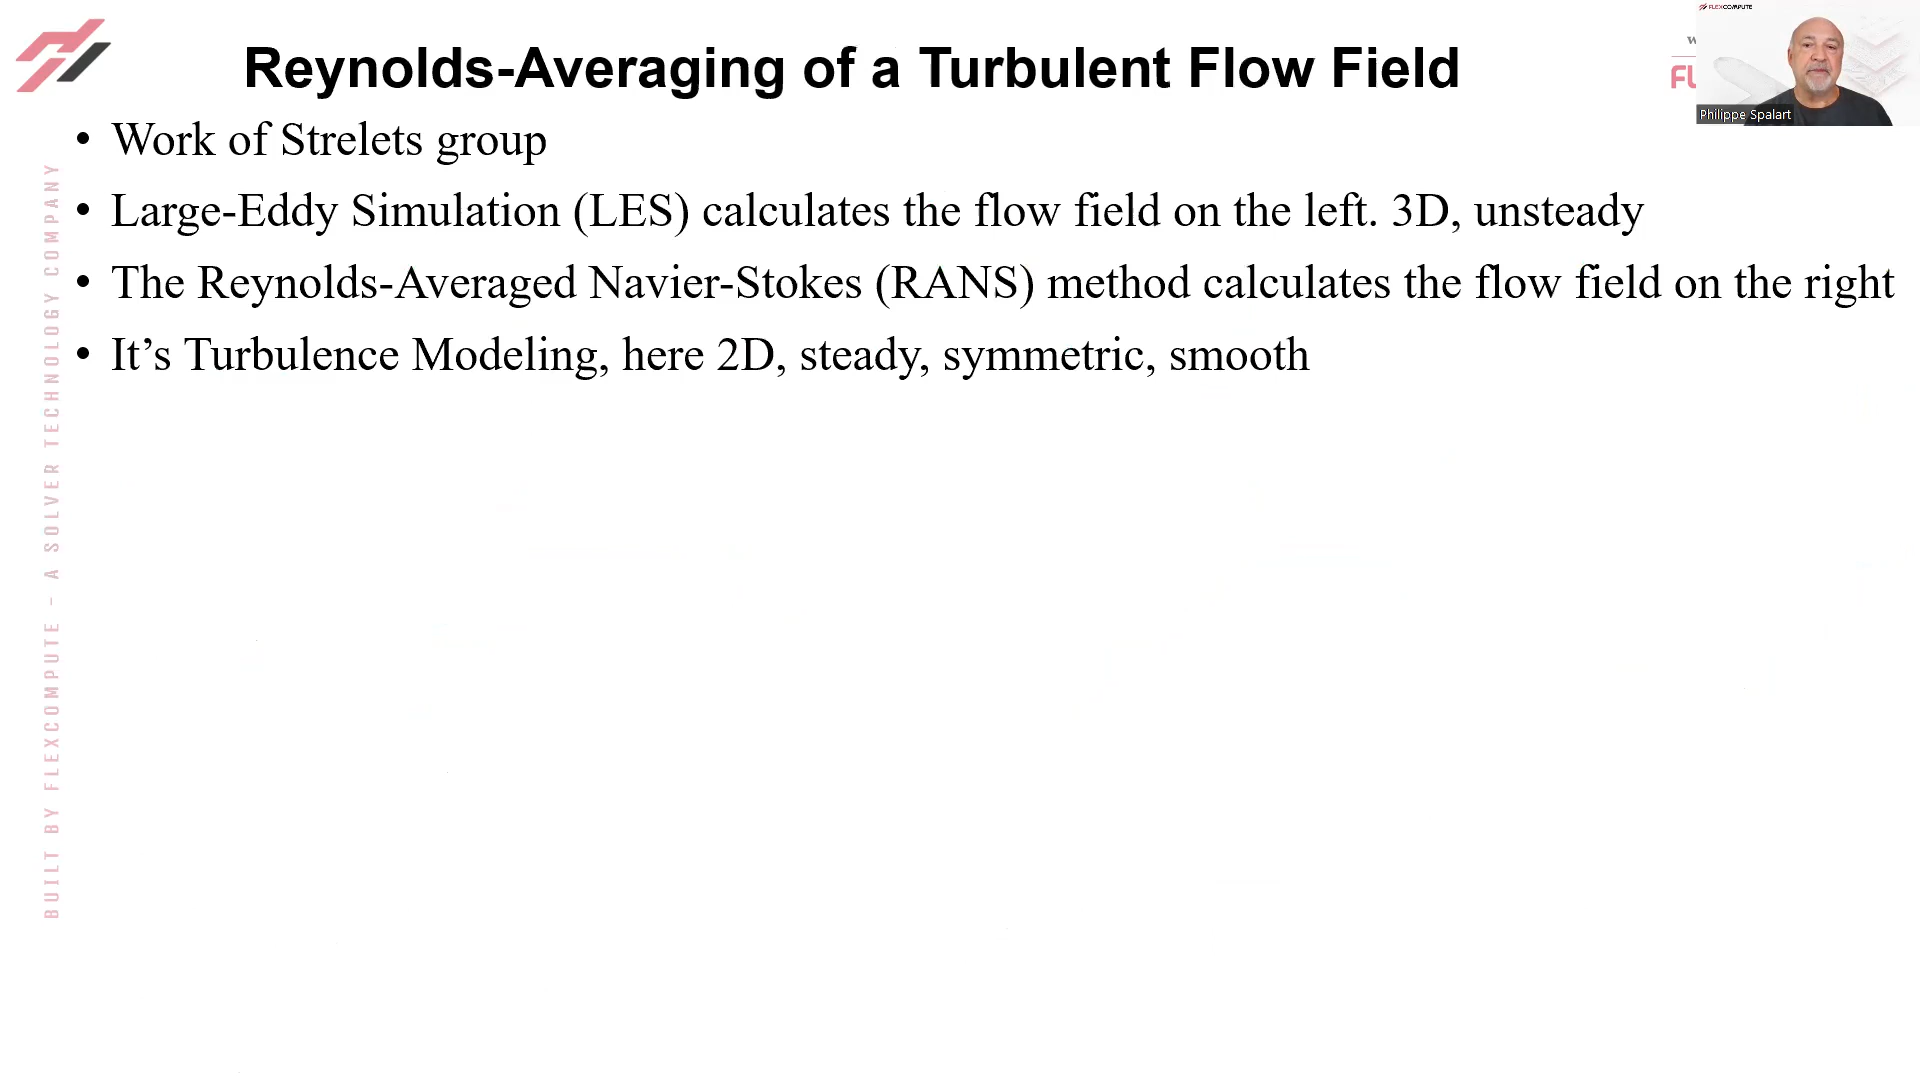 Reynolds-Averaging of a Turbulent Flow Field
FLEXCOMPUTE
Philippe Spalart
• Work of Strelets group
• Large-Eddy Simulation (LES) calculates the flow field on the left. 3D, unsteady
• The Reynolds-Averaged Navier-Stokes (RANS) method calculates the flow field on the right
• It’s Turbulence Modeling, here 2D, steady, symmetric, smooth
BUILT BY FLEXCOMPUTE - A SOLVER TECHNOLOGY COMPANY